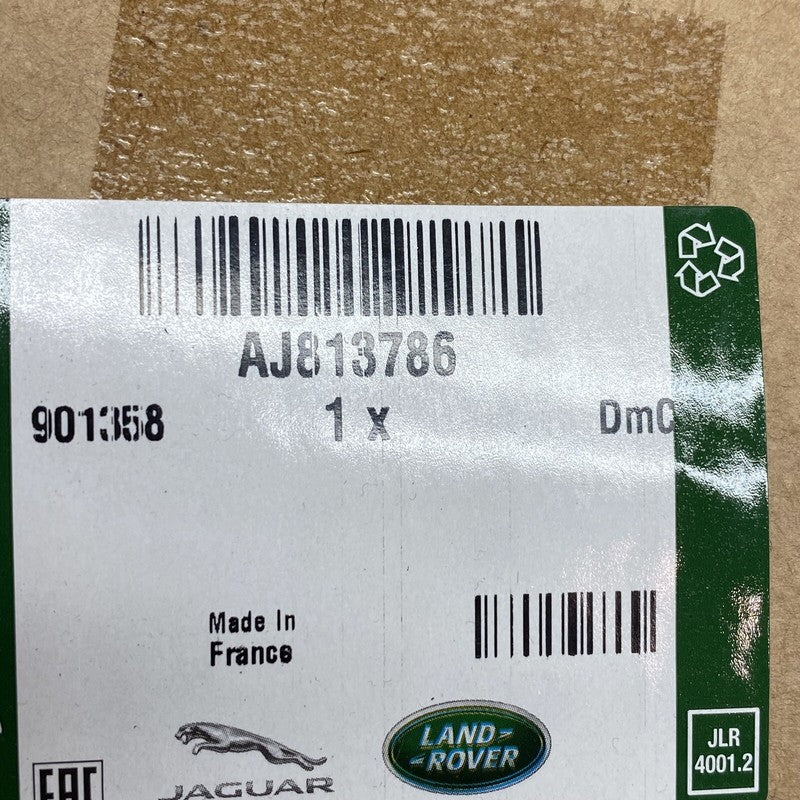 AJ813786
901358 1 x DmC
Made In
France
EAC JAGUAR LAND-
-ROVER
JLR
4001.2